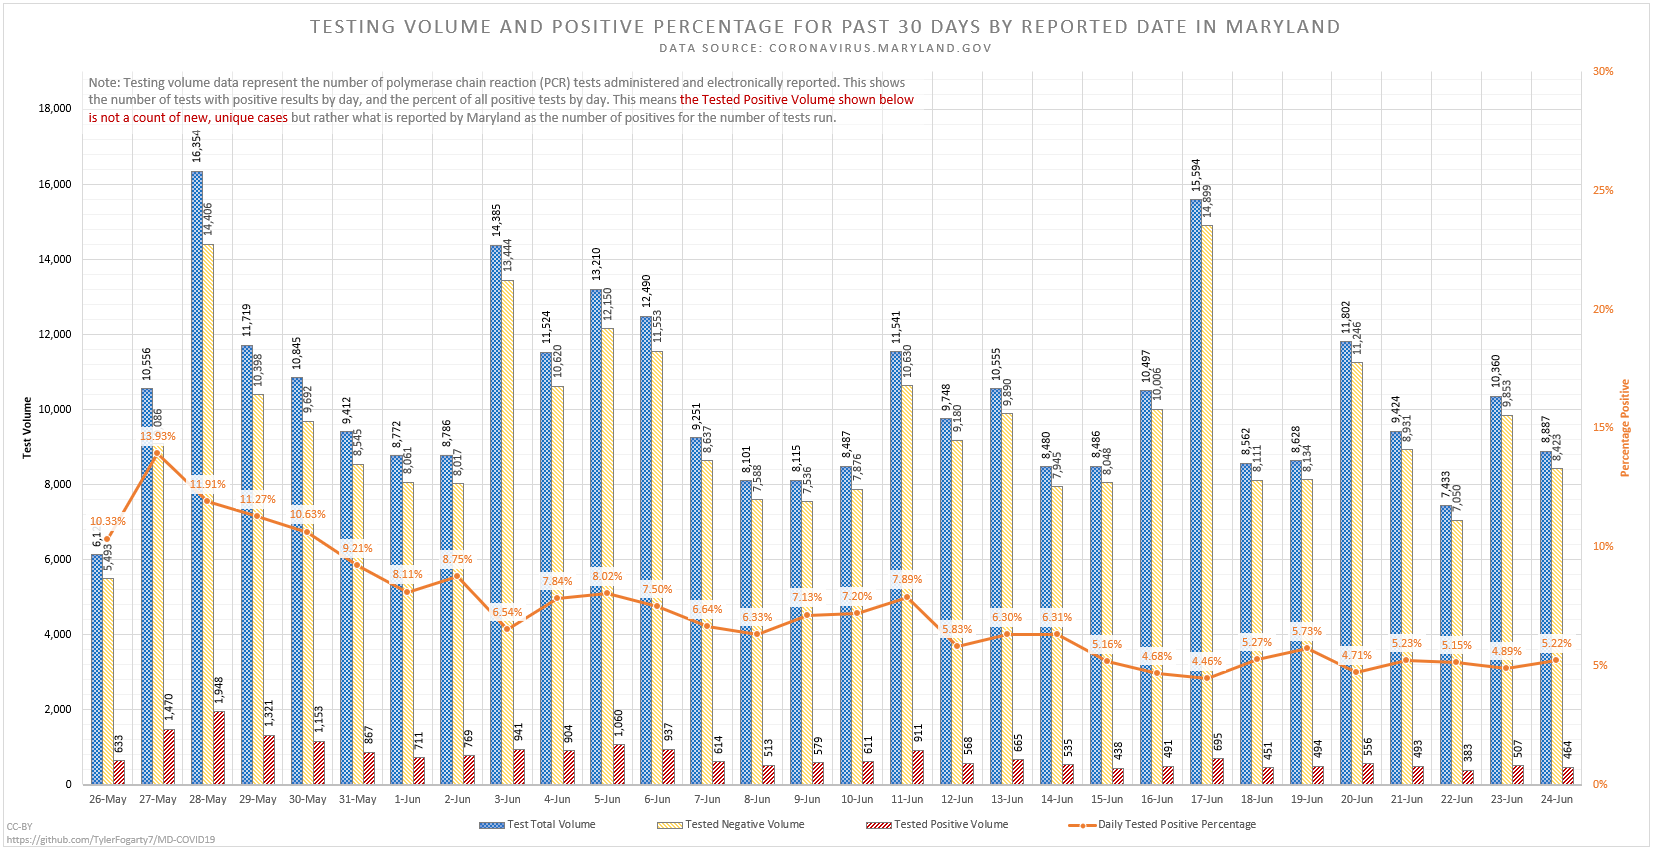 TESTING VOLUME AND POSITIVE PERCENTAGE FOR PAST 30 DAYS BY REPORTED DATE IN MARYLAND
DATA SOURCE: CORONAVIRUS.MARYLAND.GOV
Note: Testing volume data represent the number of polymerase chain reaction (PCR) tests administered and electronically reported. This shows
the number of tests with positive results by day, and the percent of all positive tests by day. This means the Tested Positive Volume shown below
is not a count of new, unique cases but rather what is reported by Maryland as the number of positives for the number of tests run.
Test Volume
18,000
16,000
14,000
12,000
10,000
8,000
6,000
4,000
2,000
0
Percentage Positive
30%
25%
20%
15%
10%
5%
0%
5,493 10.33% 633
10,556 13.93% 1,470
16,354 14,406 11.91% 1,948
11,719 10,398 11.27% 1,321
10,845 9,692 10.63% 1,153
9,412 8,545 9.21% 867
8,772 8,061 8.11% 711
8,786 8,017 8.75% 769
14,385 13,444 6.54% 941
11,524 10,620 7.84% 904
13,210 12,150 8.02% 1,060
12,490 11,553 7.50% 937
9,251 8,637 6.64% 614
8,101 7,588 6.33% 513
8,115 7,536 7.13% 579
8,487 7,876 7.20% 611
11,541 10,630 7.89% 911
9,748 9,180 5.83% 568
10,555 9,890 6.30% 665
8,480 7,945 6.31% 535
8,486 8,048 5.16% 438
10,497 10,006 4.68% 491
15,594 14,899 4.46% 695
8,562 8,111 5.27% 451
8,628 8,134 5.73% 494
11,802 11,246 4.71% 556
9,424 8,931 5.23% 493
7,433 7,050 5.15% 383
10,360 9,853 4.89% 507
8,887 8,423 5.22% 464
26-May 27-May 28-May 29-May 30-May 31-May 1-Jun 2-Jun 3-Jun 4-Jun 5-Jun 6-Jun 7-Jun 8-Jun 9-Jun 10-Jun 11-Jun 12-Jun 13-Jun 14-Jun 15-Jun 16-Jun 17-Jun 18-Jun 19-Jun 20-Jun 21-Jun 22-Jun 23-Jun 24-Jun
Test Total Volume Tested Negative Volume Tested Positive Volume Daily Tested Positive Percentage
CC-BY
https://github.com/TylerFogarty7/MD-COVID19